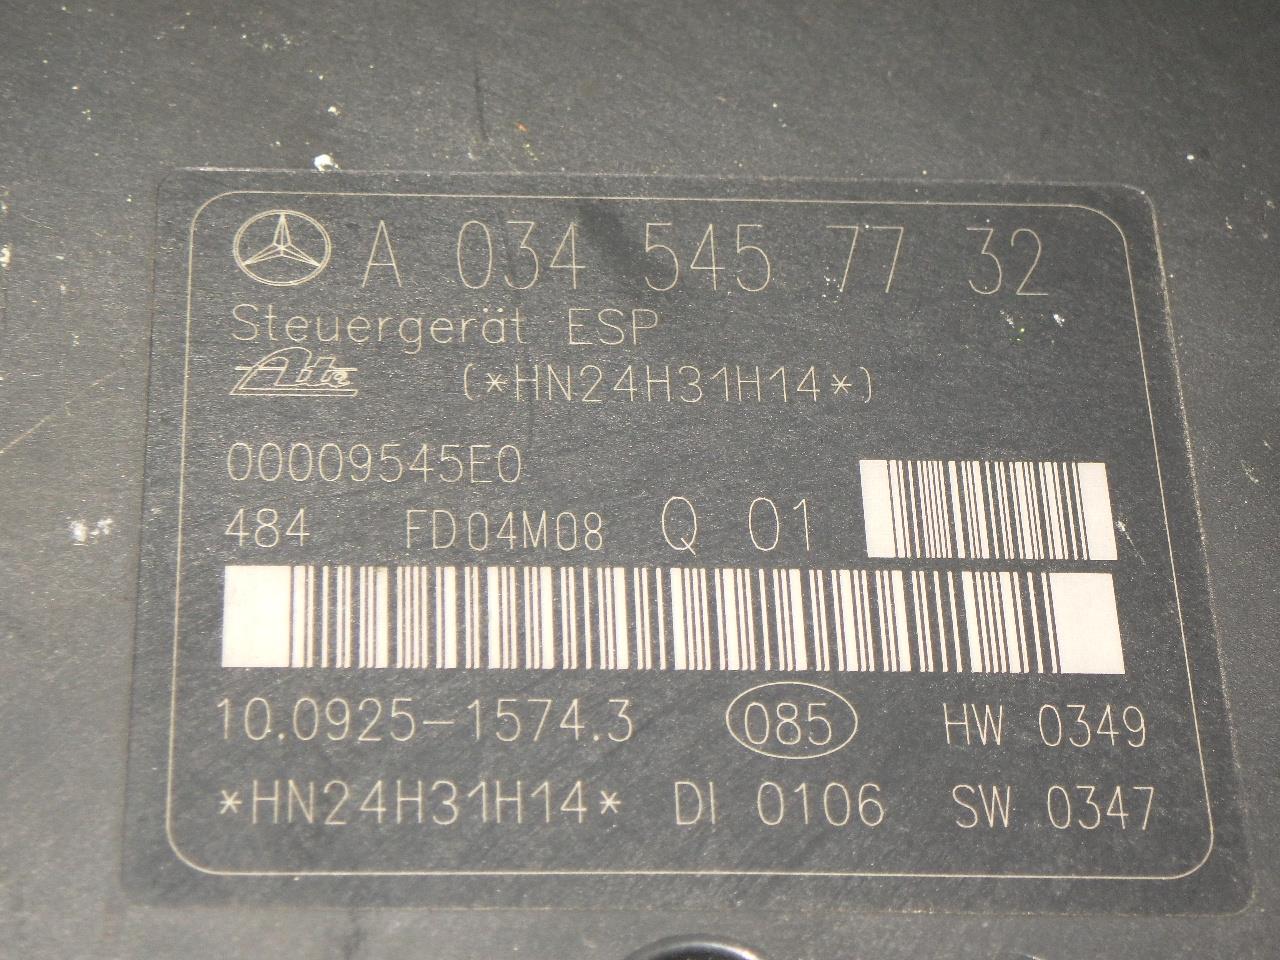 A 034 545 77 32
Steuergerät ESP
Ate (*HN24H31H14*)
00009545E0
484 FD04M08 Q 01
10.0925-1574.3 085 HW 0349
*HN24H31H14* DI 0106 SW 0347